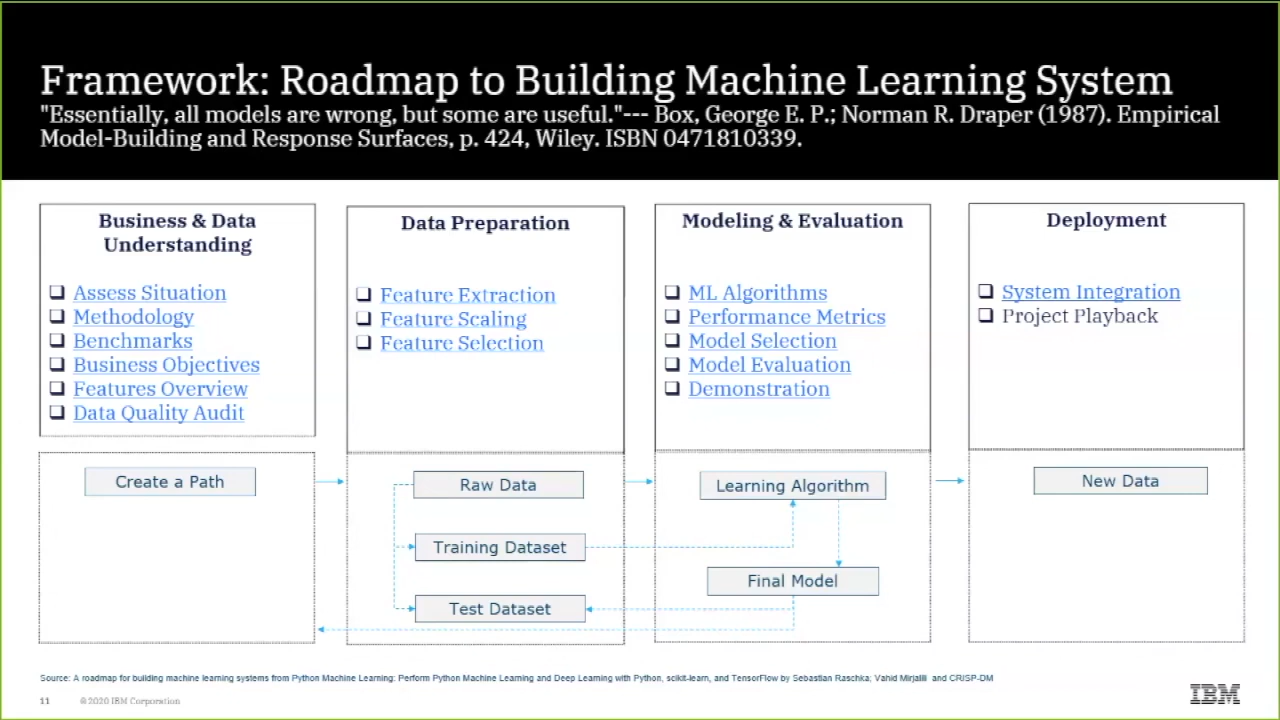 Framework: Roadmap to Building Machine Learning System
"Essentially, all models are wrong, but some are useful."--- Box, George E. P.; Norman R. Draper (1987). Empirical
Model-Building and Response Surfaces, p. 424, Wiley. ISBN 0471810339.
Business & Data
Understanding
Assess Situation
Methodology
Benchmarks
Business Objectives
Features Overview
Data Quality Audit
Data Preparation
Feature Extraction
Feature Scaling
Feature Selection
Modeling & Evaluation
ML Algorithms
Performance Metrics
Model Selection
Model Evaluation
Demonstration
Deployment
System Integration
Project Playback
Create a Path
Raw Data
Training Dataset
Test Dataset
Learning Algorithm
Final Model
New Data
Source: A roadmap for building machine learning systems from Python Machine Learning: Perform Python Machine Learning and Deep Learning with Python, scikit-learn, and TensorFlow by Sebastian Raschka; Vahid Mirjalili and CRISP-DM
11 ©2020 IBM Corporation
IBM